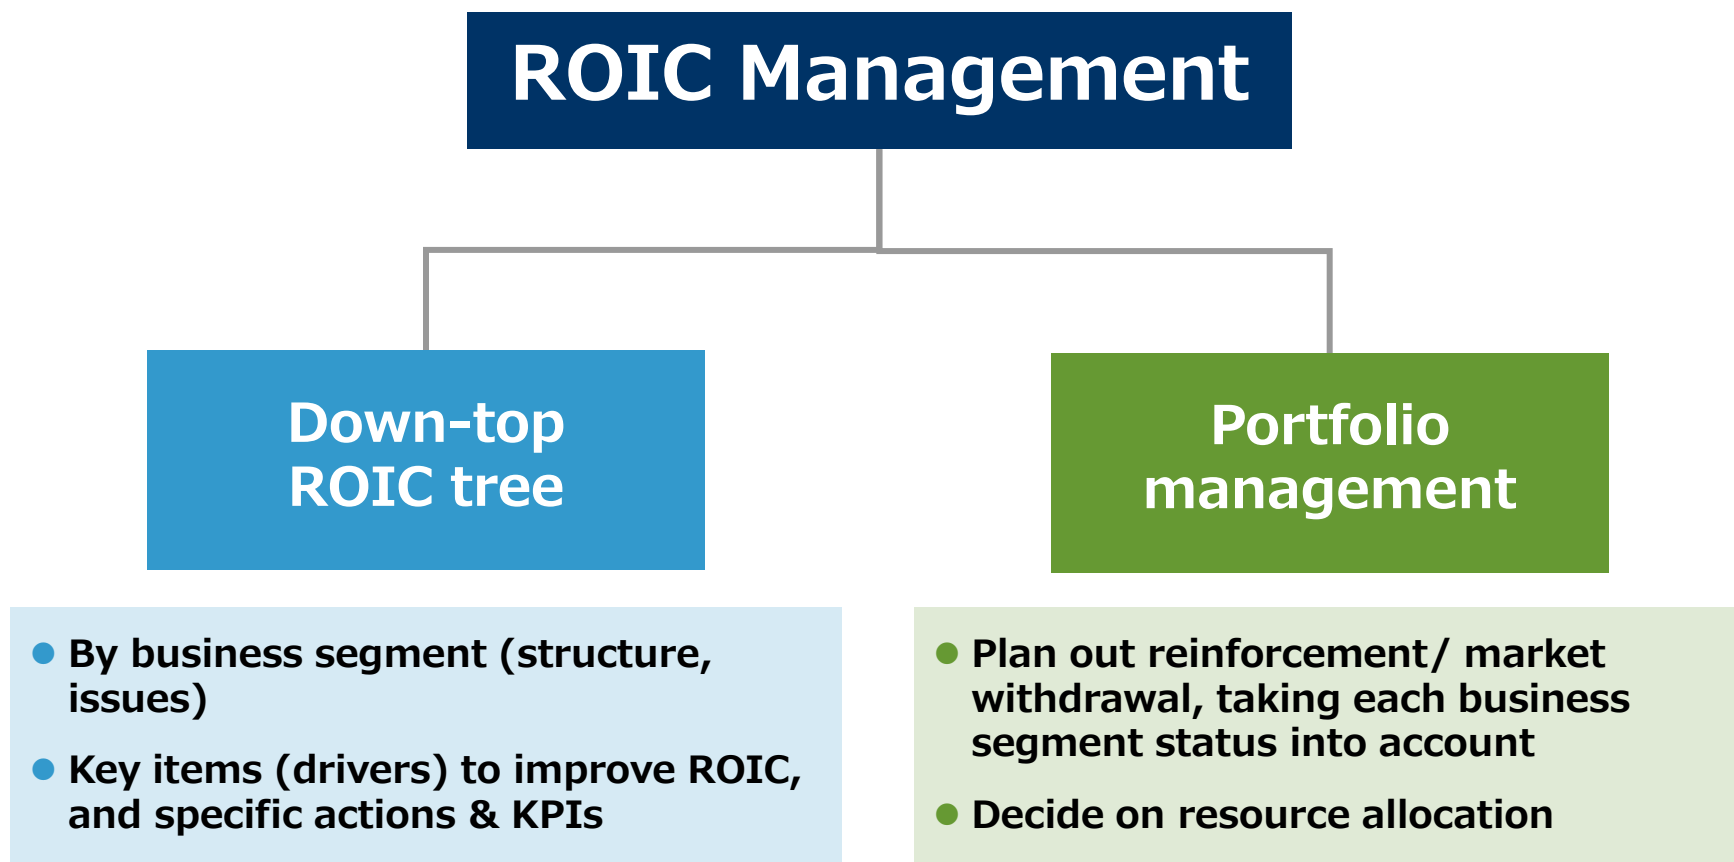 ROIC Management
Down-top
ROIC tree
Portfolio
management
● By business segment (structure,
issues)
● Key items (drivers) to improve ROIC,
and specific actions & KPIs
● Plan out reinforcement/ market
withdrawal, taking each business
segment status into account
● Decide on resource allocation